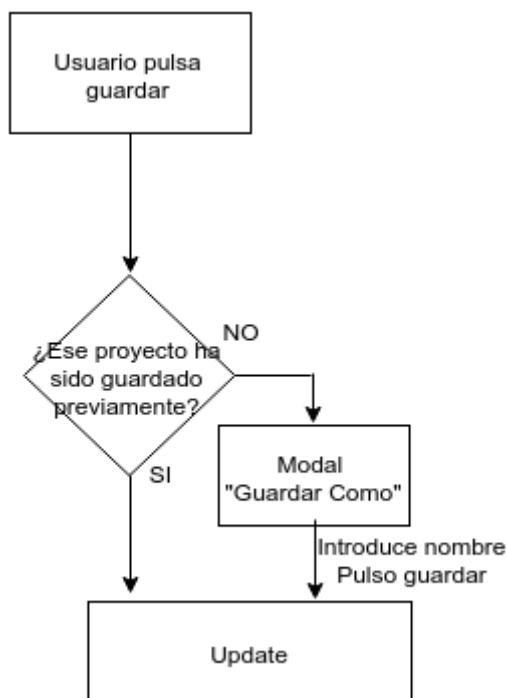 Usuario pulsa
guardar
NO
¿Ese proyecto ha
sido guardado
previamente?
SI
Modal
"Guardar Como"
Introduce nombre
Pulso guardar
Update